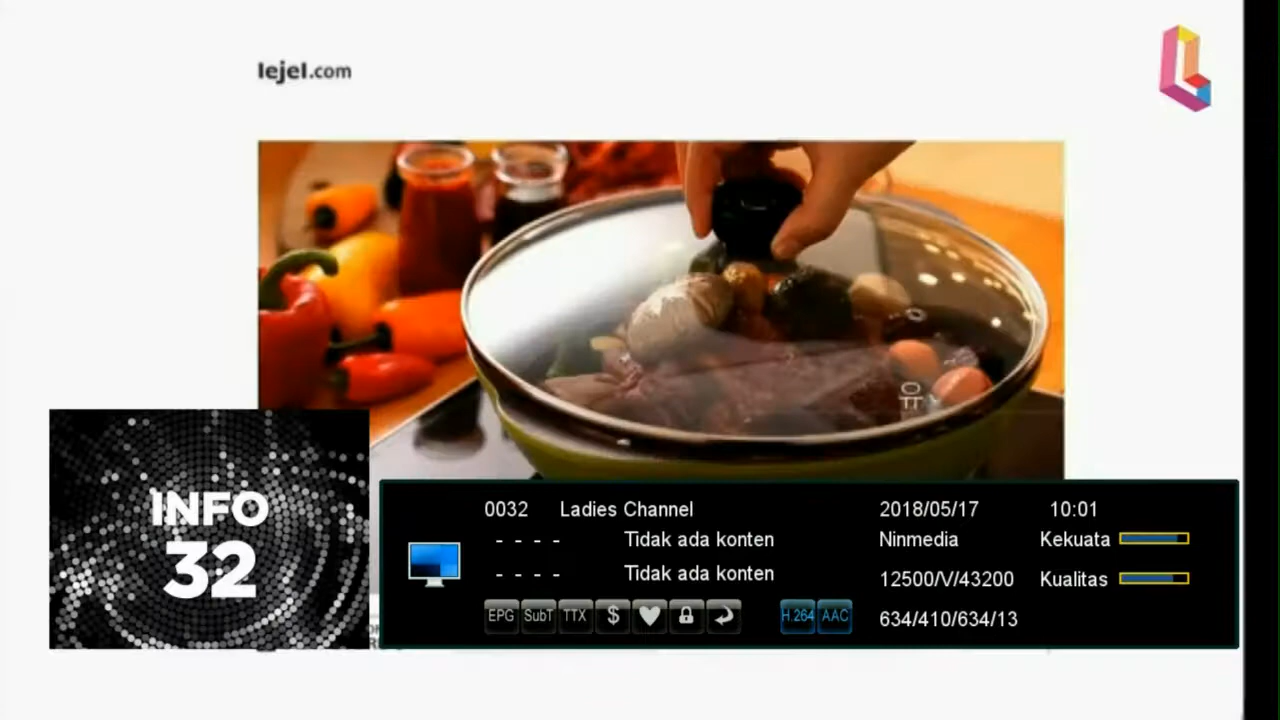 lejel.com
INFO
32
0032 Ladies Channel 2018/05/17 10:01
- - - - Tidak ada konten Ninmedia Kekuata
- - - - Tidak ada konten 12500/V/43200 Kualitas
EPG SubT TTX $ H.264 AAC 634/410/634/13